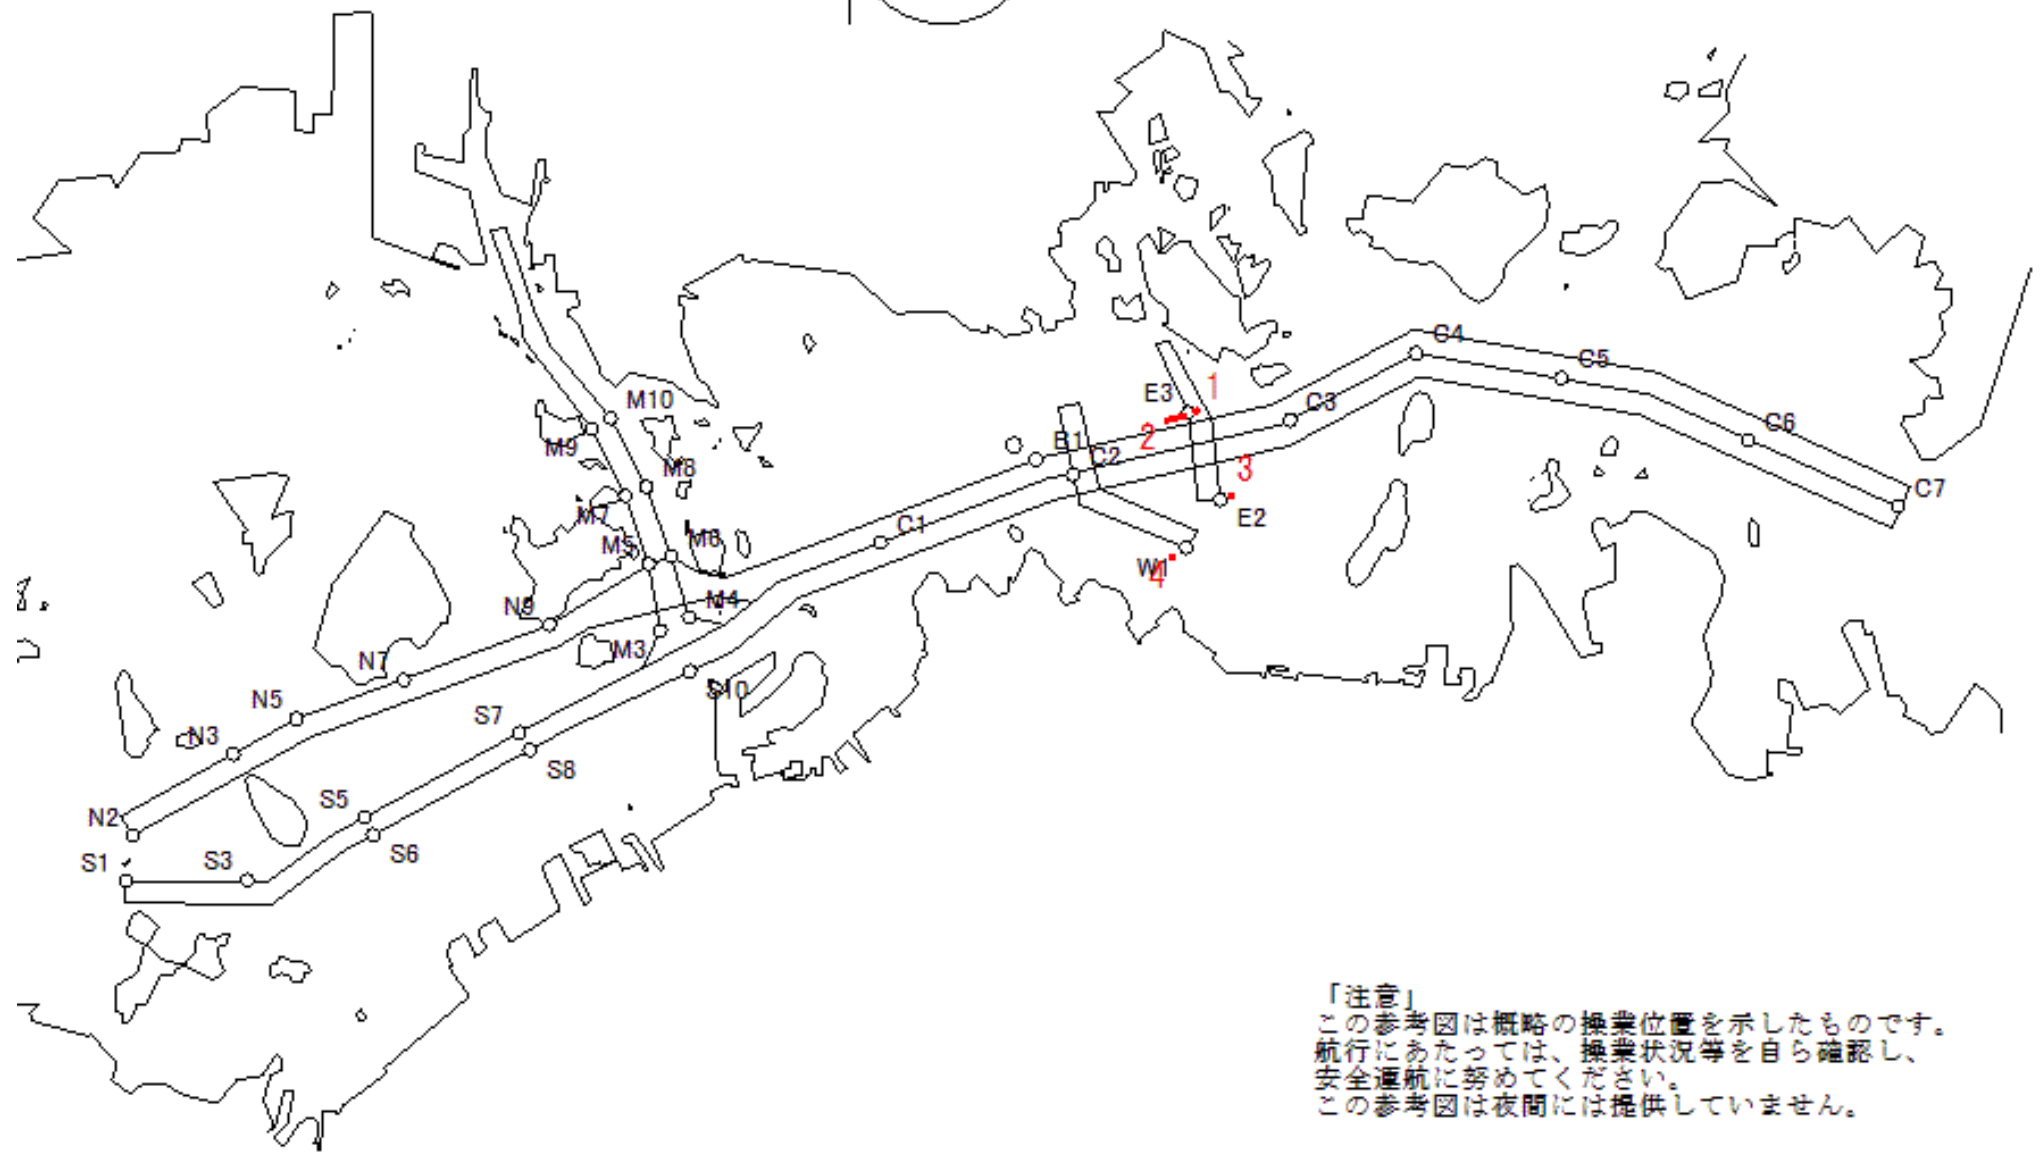 C4
C5
E3
1
M10
C3
C6
2
B1
M9
C2
M8
3
C7
M7
E2
C1
M5
M6
W1
4
N9
M4
M3
N7
S10
N5
S7
N3
S8
S5
N2
S6
S1
S3
「注意」
この参考図は概略の操業位置を示したものです。
航行にあたっては、操業状況等を自ら確認し、
安全運航に努めてください。
この参考図は夜間には提供していません。